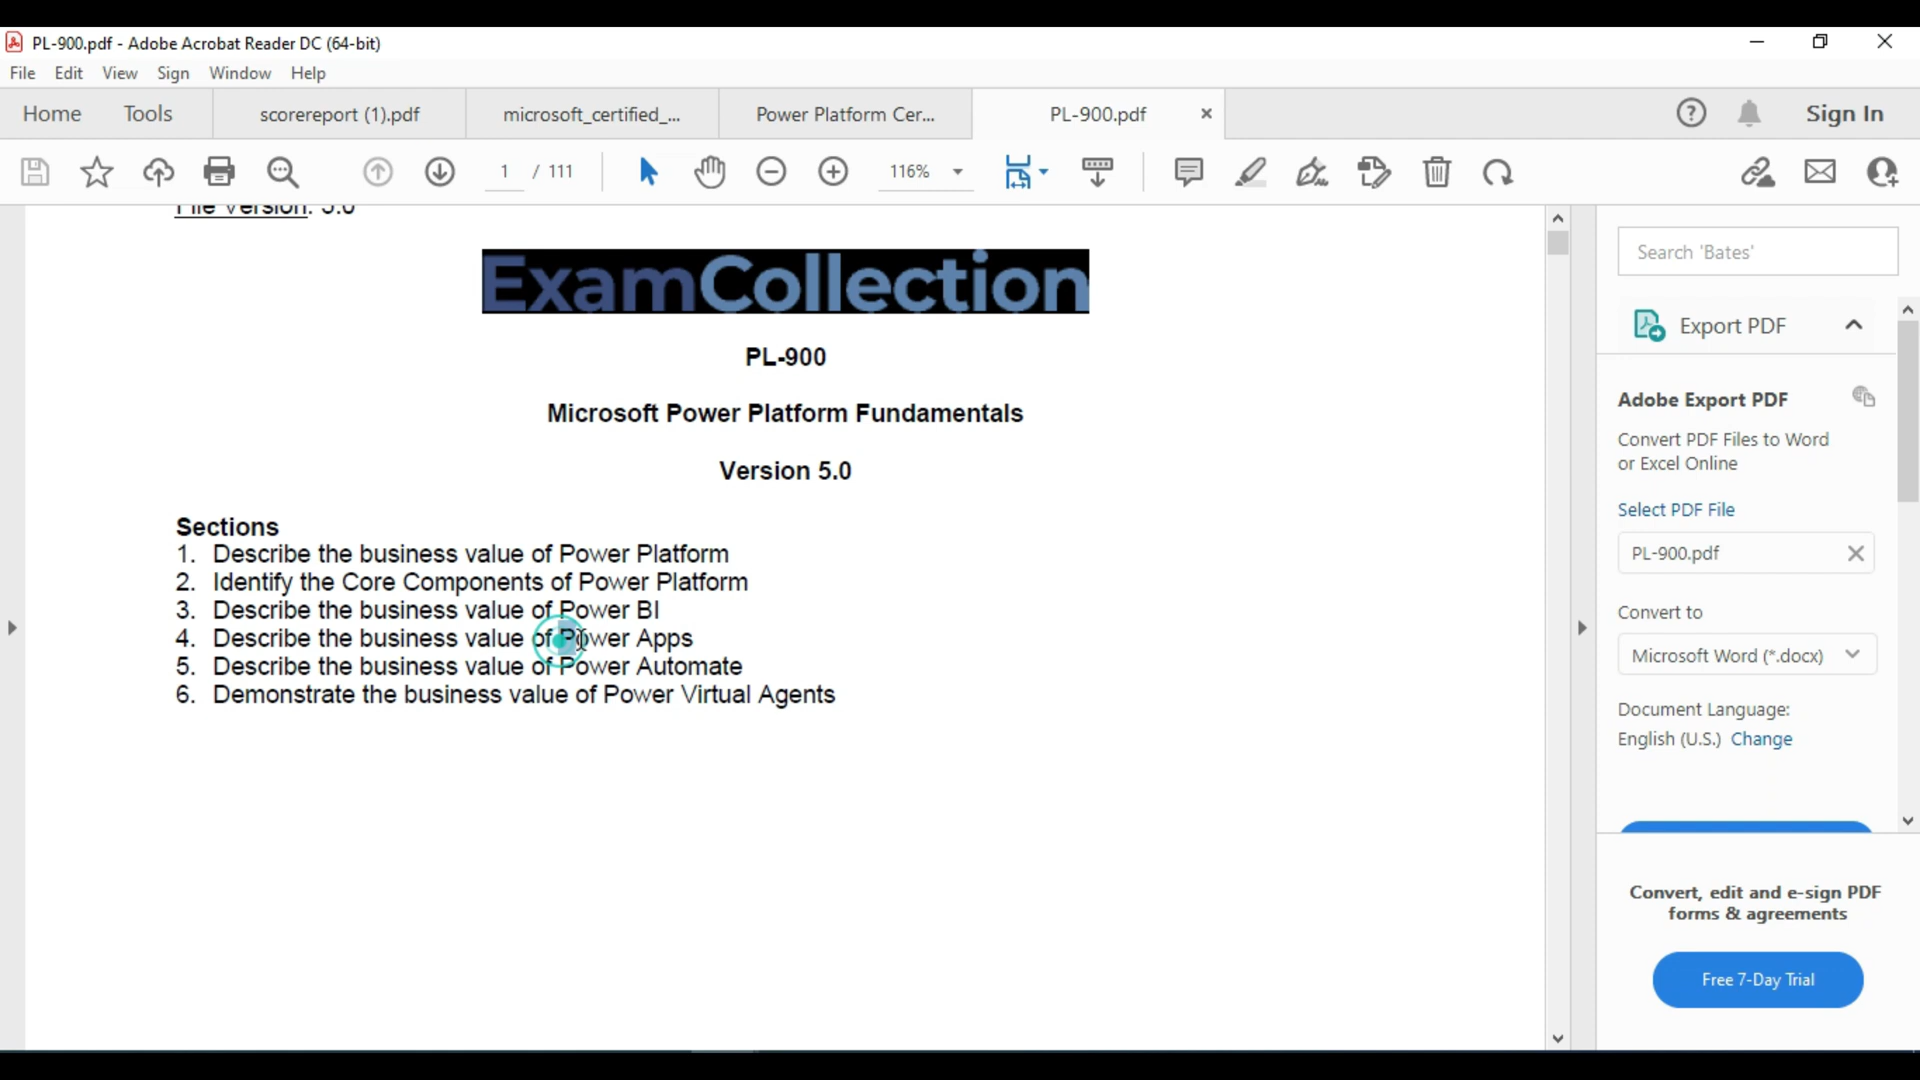 PL-900.pdf - Adobe Acrobat Reader DC (64-bit)
File Edit View Sign Window Help
Home Tools scorereport (1).pdf microsoft_certified_... Power Platform Cer... PL-900.pdf Sign In
1 / 111 116%
File Version: 5.0
ExamCollection
PL-900
Microsoft Power Platform Fundamentals
Version 5.0
Sections
1. Describe the business value of Power Platform
2. Identify the Core Components of Power Platform
3. Describe the business value of Power BI
4. Describe the business value of Power Apps
5. Describe the business value of Power Automate
6. Demonstrate the business value of Power Virtual Agents
Search 'Bates'
Export PDF
Adobe Export PDF
Convert PDF Files to Word
or Excel Online
Select PDF File
PL-900.pdf
Convert to
Microsoft Word (*.docx)
Document Language:
English (U.S.) Change
Convert, edit and e-sign PDF
forms & agreements
Free 7-Day Trial